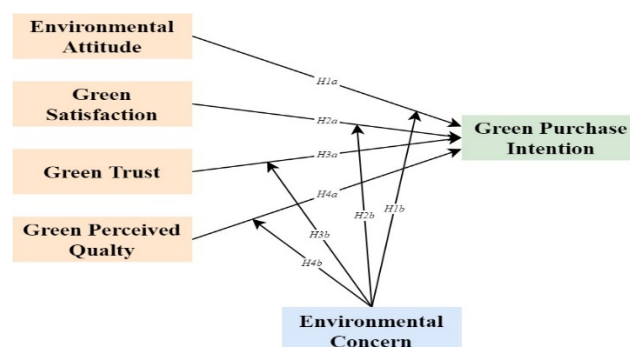 Environmental
Attitude
H1a
Green
Satisfaction
H2a
Green Purchase
Intention
Green Trust
H3a
H4a
Green Perceived
Qualty
H3b
H2b
H1b
H4b
Environmental
Concern